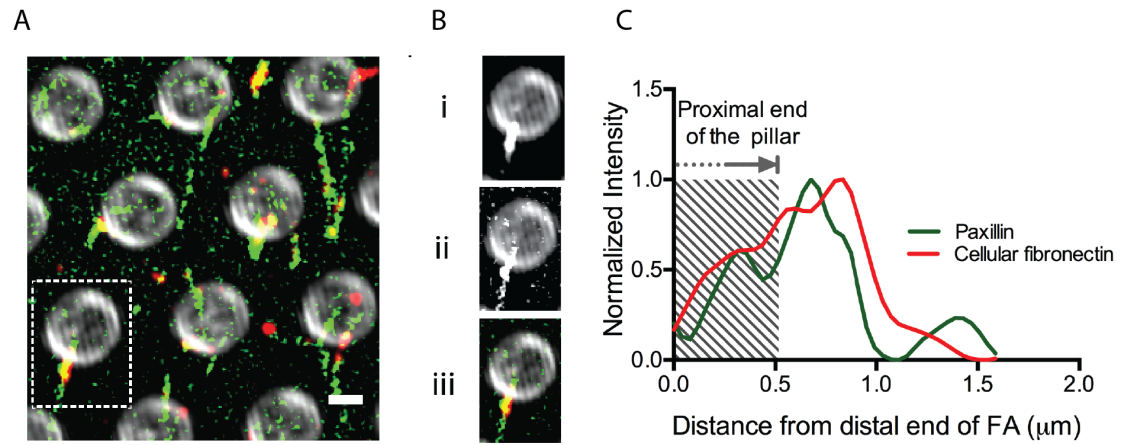 A
B
C
i
ii
iii
1.5
1.0
0.5
0.0
Normalized Intensity
Proximal end
of the pillar
Paxillin
Cellular fibronectin
0.0 0.5 1.0 1.5 2.0
Distance from distal end of FA (μm)